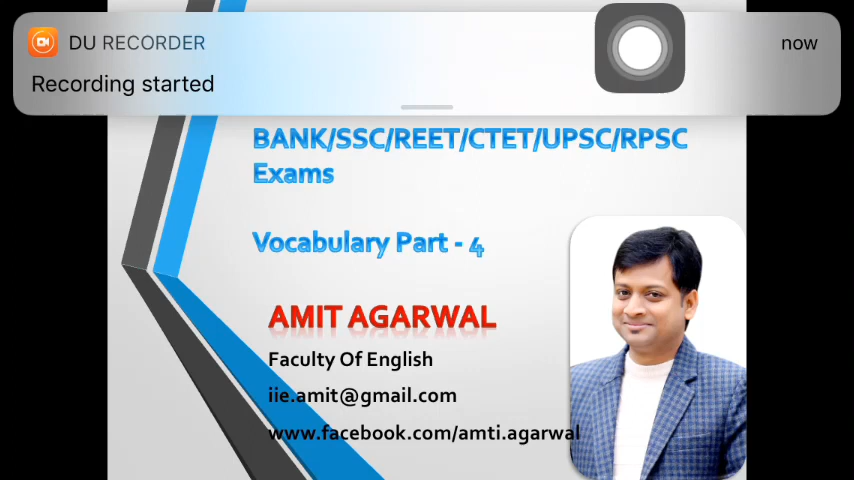 DU RECORDER
now
Recording started
BANK/SSC/REET/CTET/UPSC/RPSC
Exams
Vocabulary Part - 4
AMIT AGARWAL
Faculty Of English
iie.amit@gmail.com
www.facebook.com/amti.agarwal